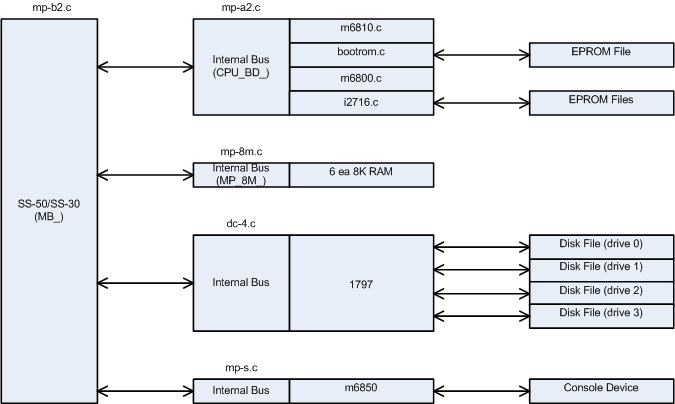 mp-b2.c
mp-a2.c
m6810.c
bootrom.c
Internal Bus
(CPU_BD_)
m6800.c
i2716.c
EPROM File
EPROM Files
mp-8m.c
Internal Bus
(MP_8M_)
6 ea 8K RAM
SS-50/SS-30
(MB_)
dc-4.c
Internal Bus
1797
Disk File (drive 0)
Disk File (drive 1)
Disk File (drive 2)
Disk File (drive 3)
mp-s.c
Internal Bus
m6850
Console Device